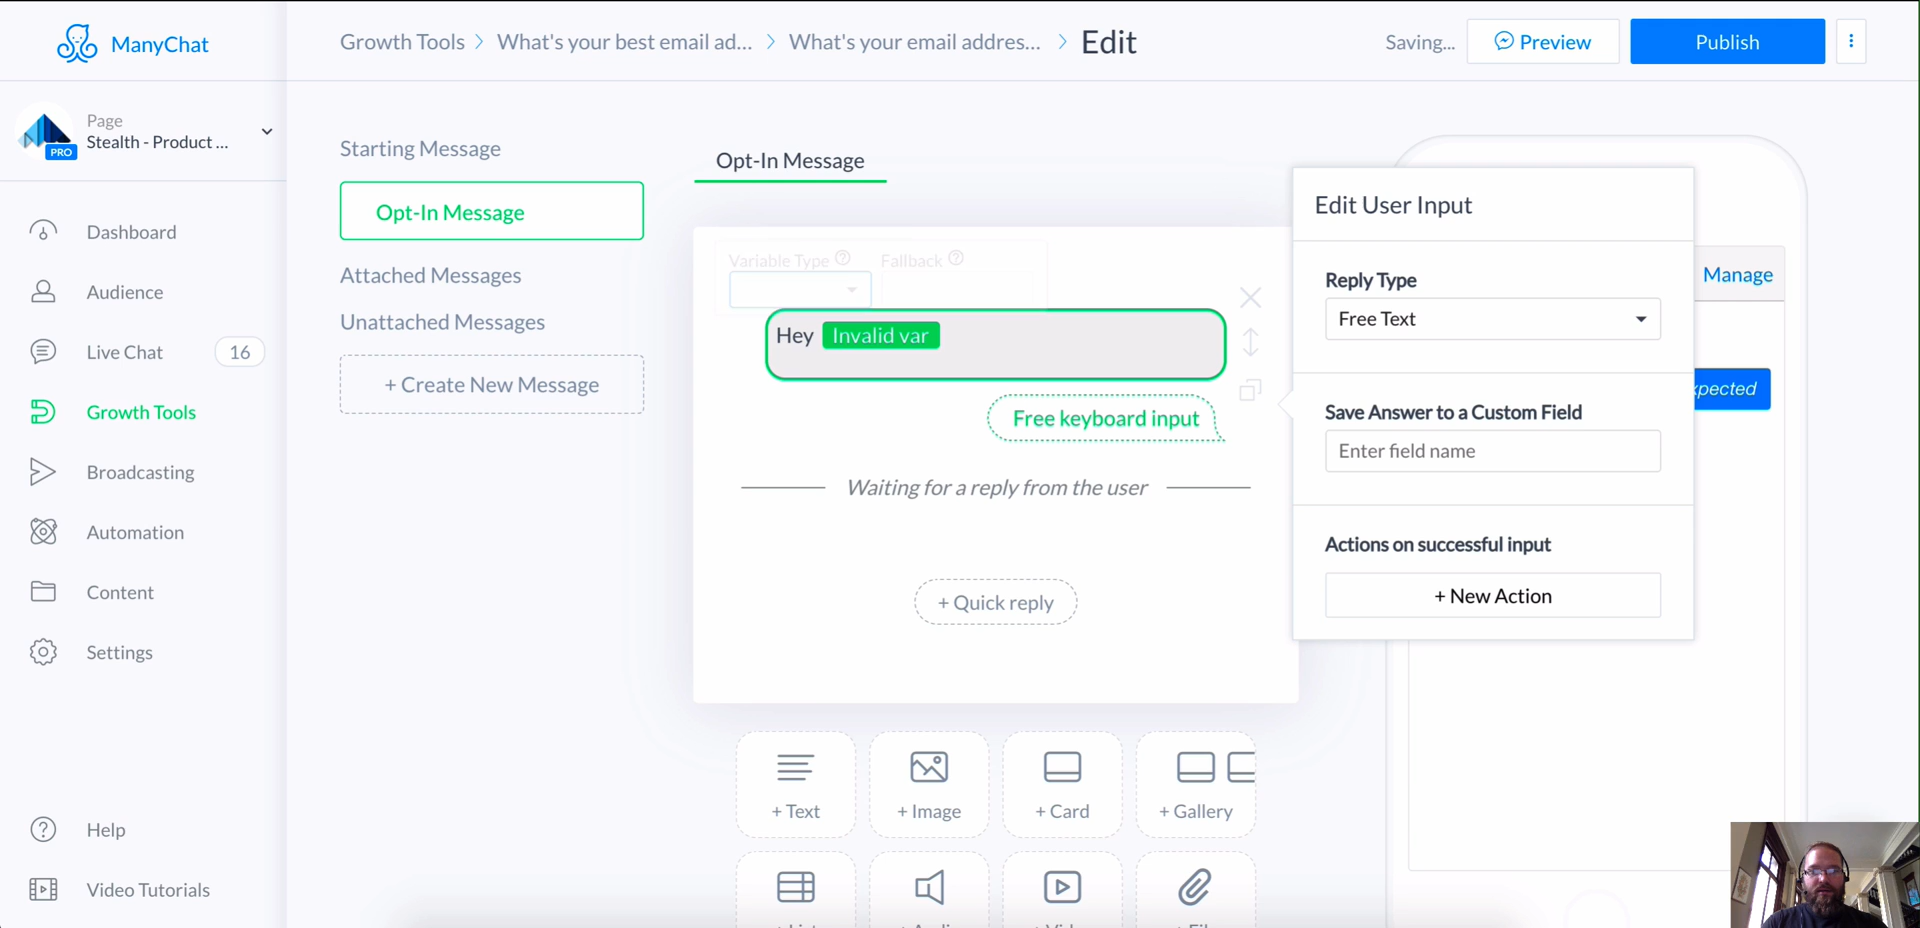 ManyChat
Growth Tools > What's your best email ad... > What's your email addres... > Edit
Saving...
Preview
Publish
Page
Stealth - Product ...
PRO
Dashboard
Audience
Live Chat
16
Growth Tools
Broadcasting
Automation
Content
Settings
Help
Video Tutorials
Starting Message
Opt-In Message
Attached Messages
Unattached Messages
+ Create New Message
Opt-In Message
Variable Type
Fallback
Hey Invalid var
Free keyboard input
Waiting for a reply from the user
+ Quick reply
+ Text
+ Image
+ Card
+ Gallery
Edit User Input
Reply Type
Free Text
Save Answer to a Custom Field
Enter field name
Actions on successful input
+ New Action
Manage
xpected